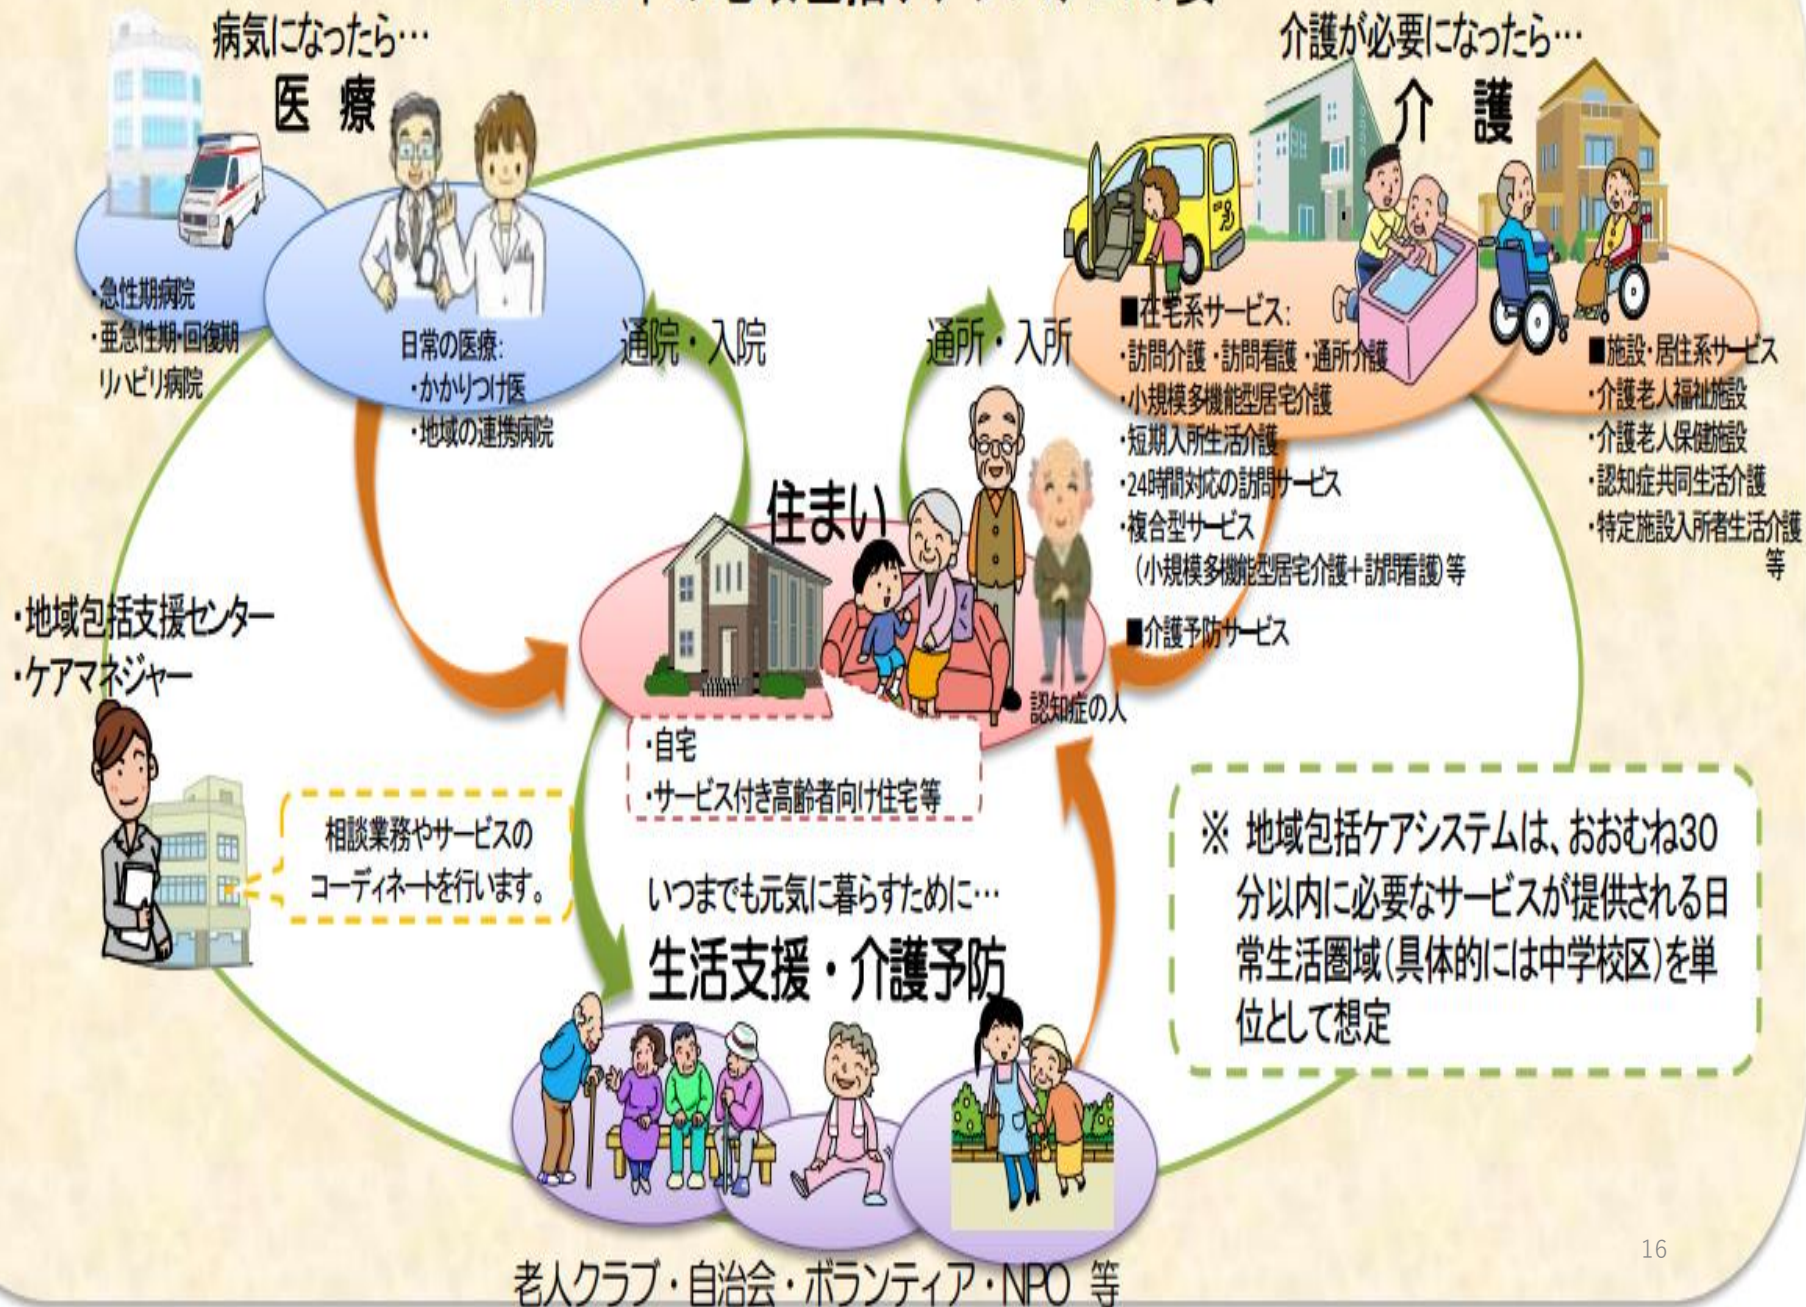 病気になったら…
医 療
・急性期病院
・亜急性期・回復期
リハビリ病院
日常の医療:
・かかりつけ医
・地域の連携病院
通院・入院
通所・入所
介護が必要になったら…
介 護
■在宅系サービス:
・訪問介護・訪問看護・通所介護
・小規模多機能型居宅介護
・短期入所生活介護
・24時間対応の訪問サービス
・複合型サービス
（小規模多機能型居宅介護＋訪問看護）等
■介護予防サービス
■施設・居住系サービス
・介護老人福祉施設
・介護老人保健施設
・認知症共同生活介護
・特定施設入所者生活介護
等
住まい
認知症の人
・自宅
・サービス付き高齢者向け住宅等
・地域包括支援センター
・ケアマネジャー
相談業務やサービスの
コーディネートを行います。
いつまでも元気に暮らすために…
生活支援・介護予防
老人クラブ・自治会・ボランティア・NPO 等
※ 地域包括ケアシステムは、おおむね30
分以内に必要なサービスが提供される日
常生活圏域（具体的には中学校区）を単
位として想定
16